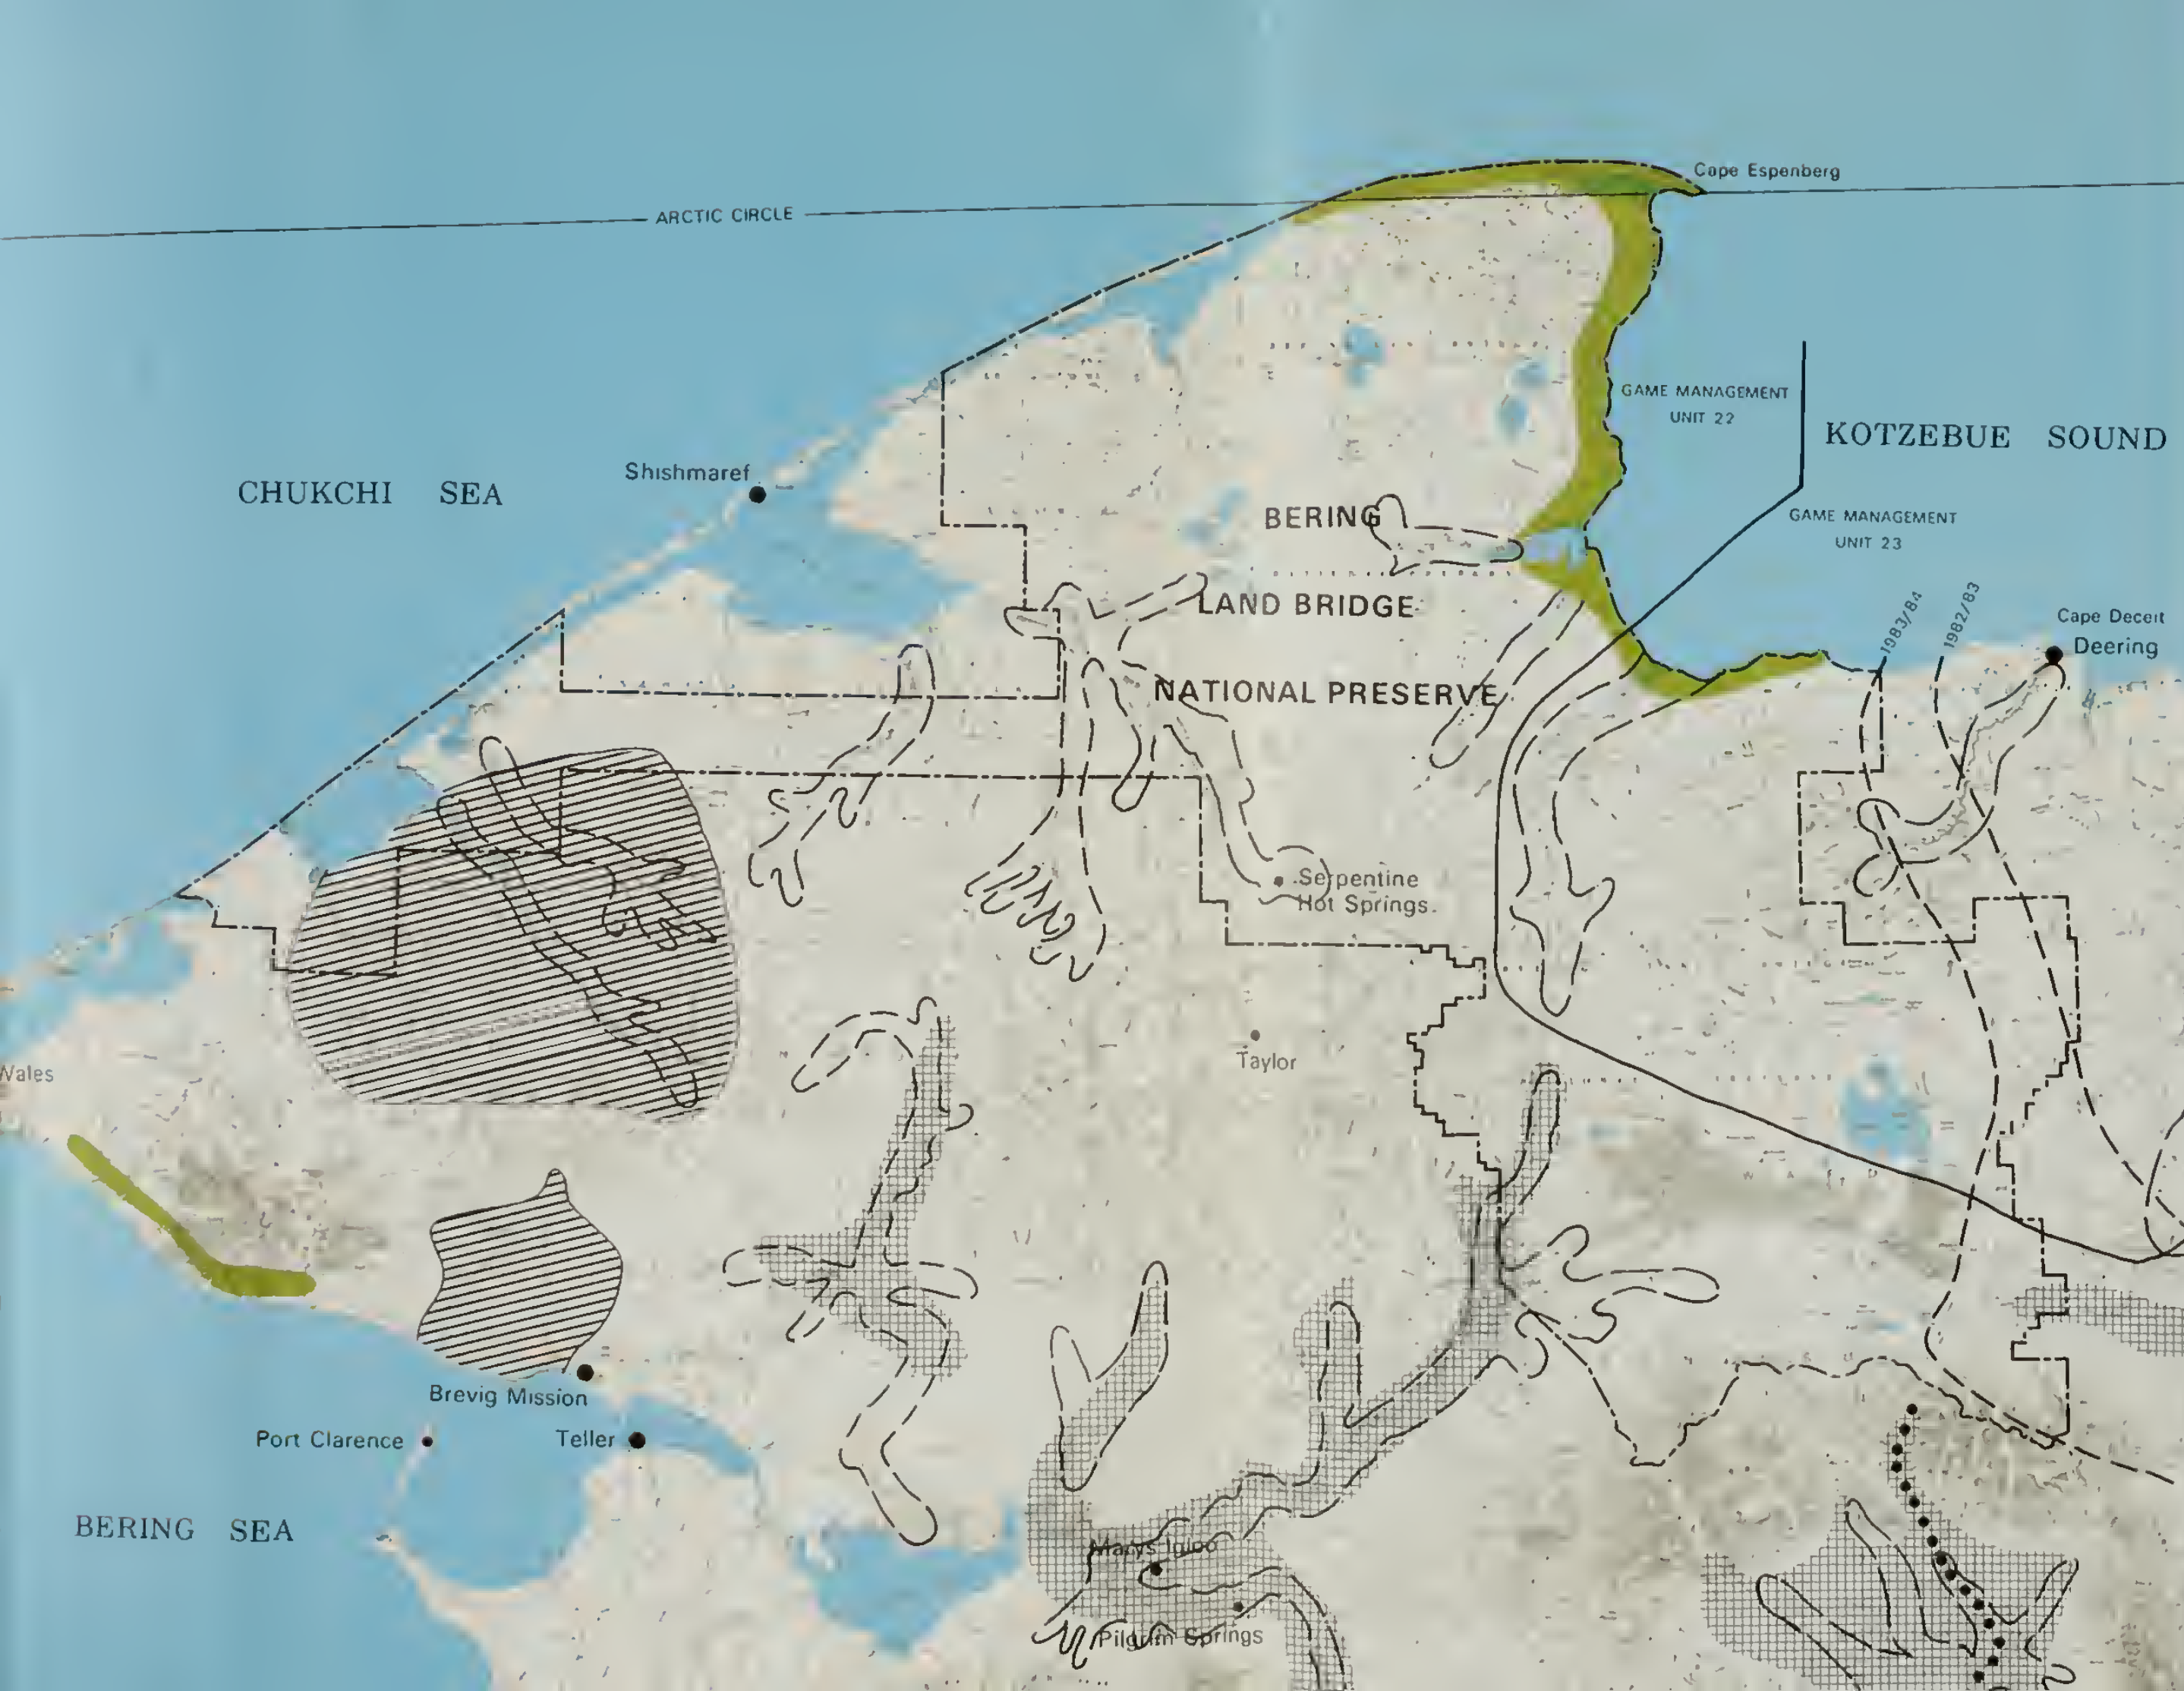 Cape Espenberg
ARCTIC CIRCLE
GAME MANAGEMENT
UNIT 22
KOTZEBUE SOUND
CHUKCHI SEA
Shishmaref
BERING
GAME MANAGEMENT
UNIT 23
LAND BRIDGE
1983/84
1982/83
Cape Deceit
Deering
NATIONAL PRESERVE
Serpentine
Hot Springs
Taylor
Wales
Brevig Mission
Port Clarence
Teller
BERING SEA
Marys Igloo
Pilgrim Springs